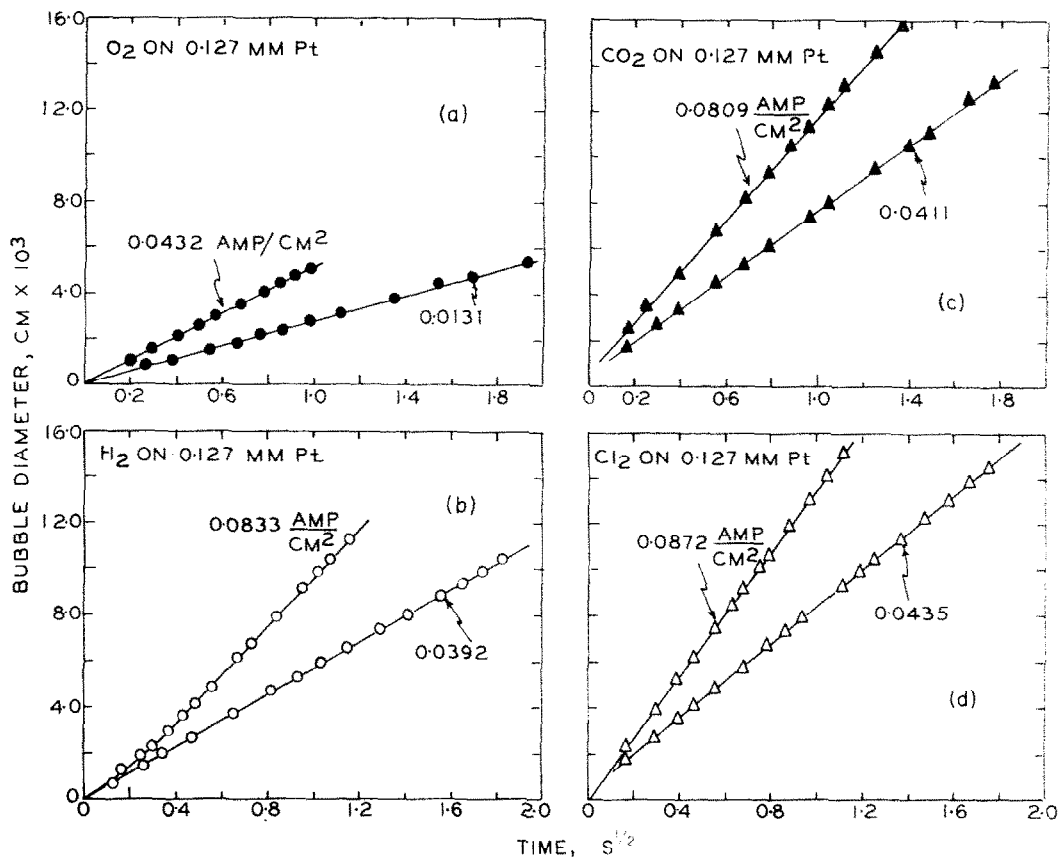 BUBBLE DIAMETER, CM × 10³
16·0
12·0
8·0
4·0
0
O₂ ON 0·127 MM Pt
(a)
0·0432 AMP/CM²
0·0131
0·2 0·6 1·0 1·4 1·8
CO₂ ON 0·127 MM Pt
0·0809 AMP/CM²
0·0411
(c)
0·2 0·6 1·0 1·4 1·8
16·0
12·0
8·0
4·0
0
H₂ ON 0·127 MM Pt
(b)
0·0833 AMP/CM²
0·0392
0 0·4 0·8 1·2 1·6 2·0
Cl₂ ON 0·127 MM Pt
0·0872 AMP/CM²
0·0435
(d)
0 0·4 0·8 1·2 1·6 2·0
TIME, S^1/2